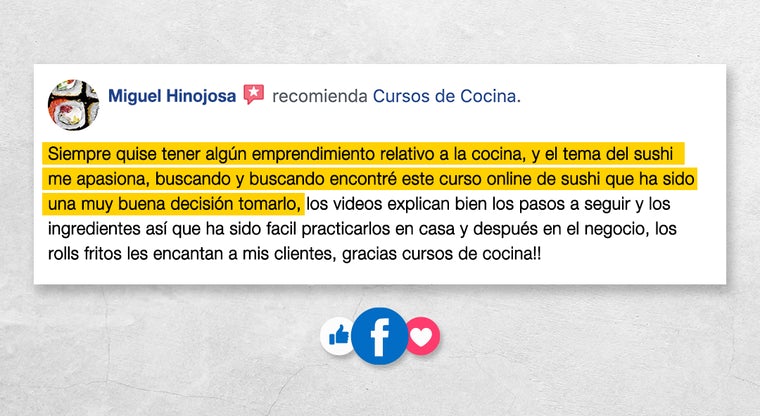 Miguel Hinojosa recomienda Cursos de Cocina.
Siempre quise tener algún emprendimiento relativo a la cocina, y el tema del sushi
me apasiona, buscando y buscando encontré este curso online de sushi que ha sido
una muy buena decisión tomarlo, los videos explican bien los pasos a seguir y los
ingredientes así que ha sido facil practicarlos en casa y después en el negocio, los
rolls fritos les encantan a mis clientes, gracias cursos de cocina!!
f